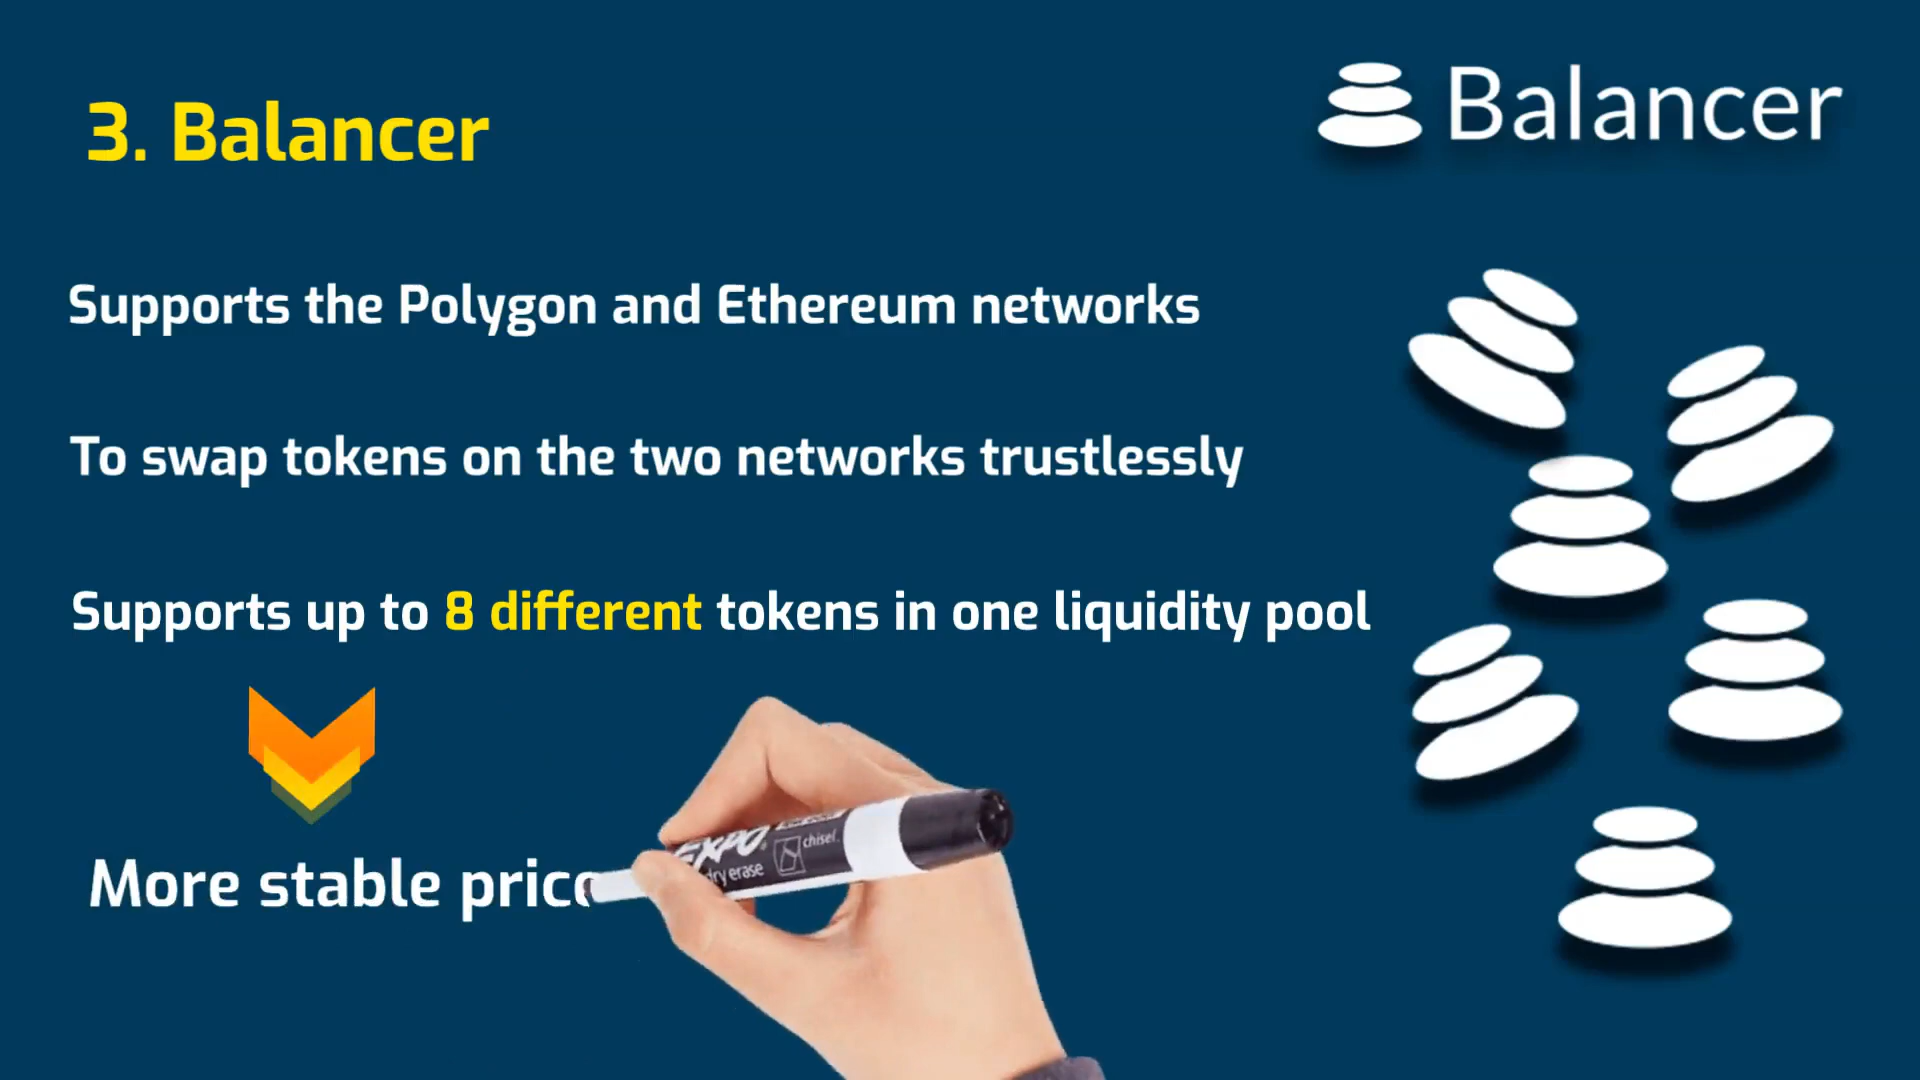 3. Balancer
Balancer
Supports the Polygon and Ethereum networks
To swap tokens on the two networks trustlessly
Supports up to 8 different tokens in one liquidity pool
More stable pric
EXPO
chisel.
dry erase